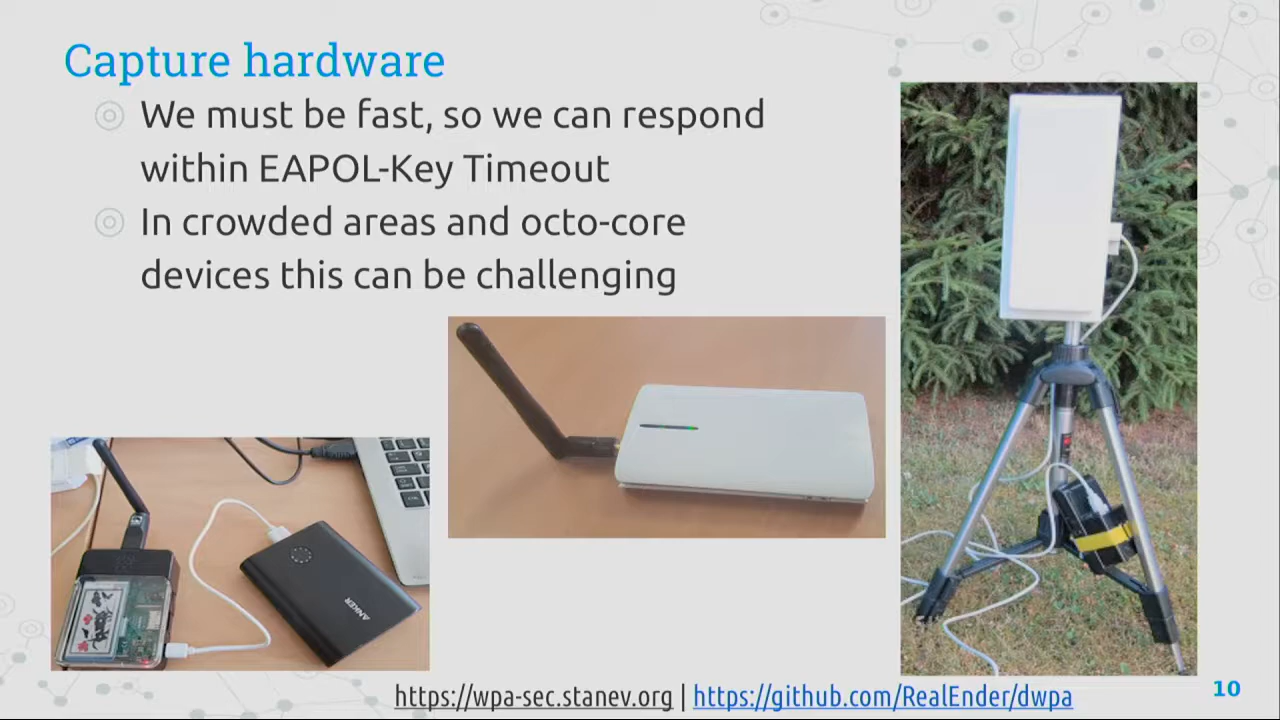 Capture hardware
We must be fast, so we can respond
within EAPOL-Key Timeout
In crowded areas and octo-core
devices this can be challenging
ANKER
https://wpa-sec.stanev.org | https://github.com/RealEnder/dwpa
10